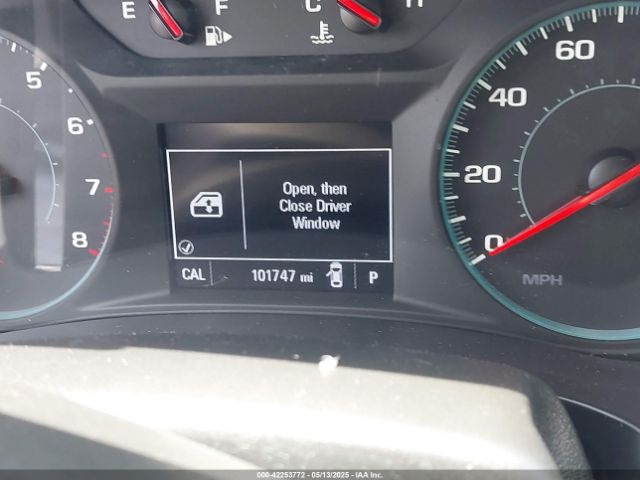 E F C H
5
6
7
8
Open, then
Close Driver
Window
CAL 101747 mi P
60
40
20
0
MPH
000-42253772 - 05/13/2025 - IAA Inc.